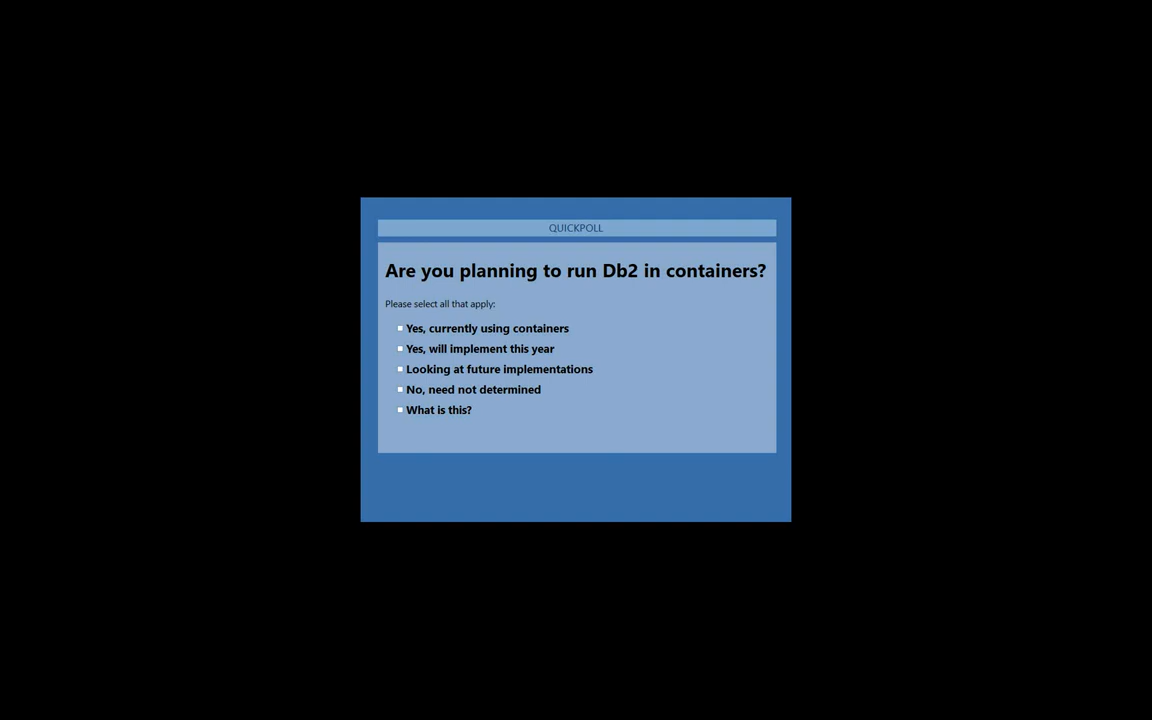 QUICKPOLL
Are you planning to run Db2 in containers?
Please select all that apply:
Yes, currently using containers
Yes, will implement this year
Looking at future implementations
No, need not determined
What is this?